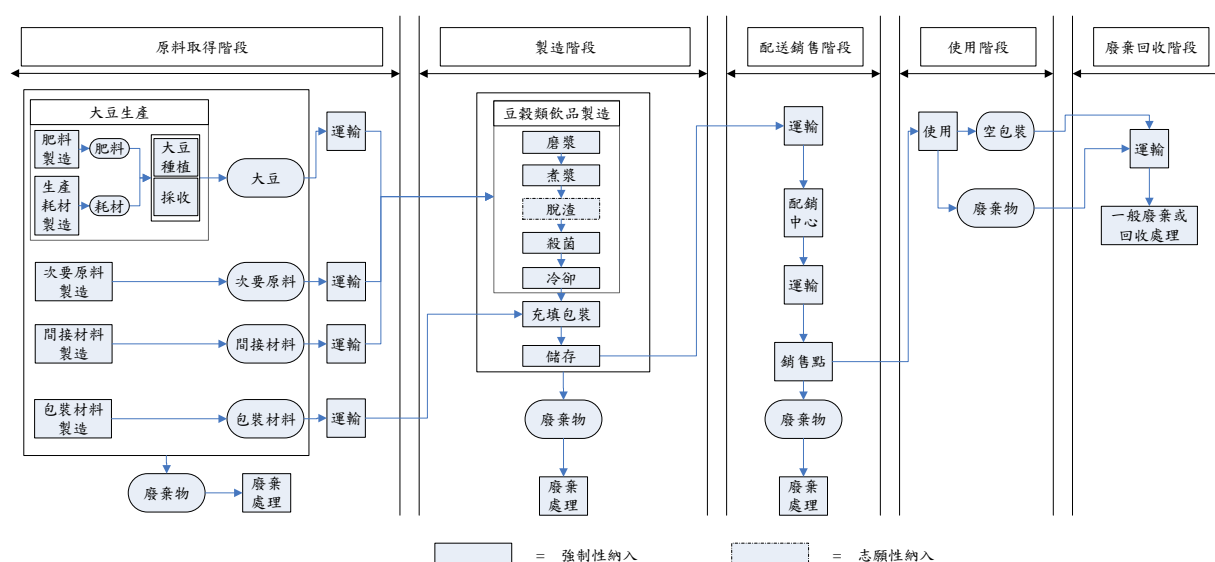 原料取得階段
製造階段
配送銷售階段
使用階段
廢棄回收階段
大豆生產
肥料
製造
肥料
生產
耗材
製造
耗材
大豆
種植
採收
大豆
運輸
次要原料
製造
次要原料
運輸
間接材料
製造
間接材料
運輸
包裝材料
製造
包裝材料
運輸
廢棄物
廢棄
處理
豆穀類飲品製造
磨漿
煮漿
脫渣
殺菌
冷卻
充填包裝
儲存
廢棄物
廢棄
處理
運輸
配銷
中心
運輸
銷售點
廢棄物
廢棄
處理
使用
空包裝
廢棄物
運輸
一般廢棄或
回收處理
= 強制性納入
= 志願性納入